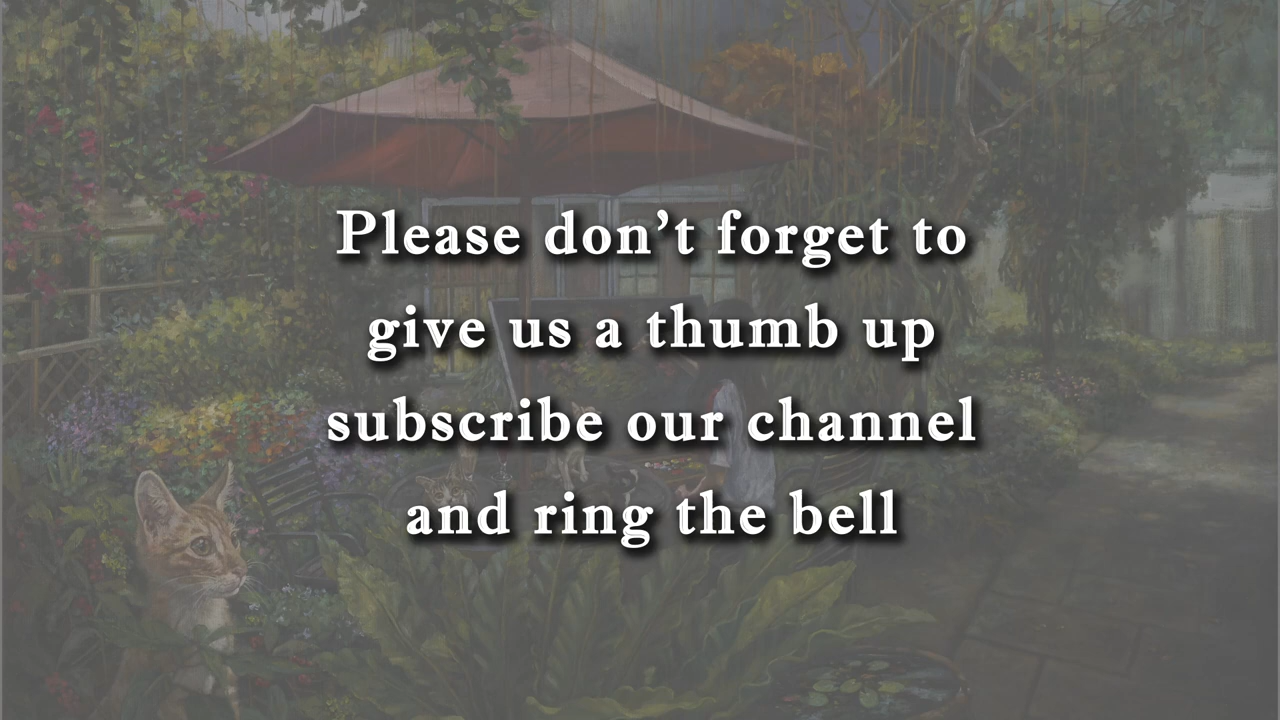 Please don’t forget to
give us a thumb up
subscribe our channel
and ring the bell